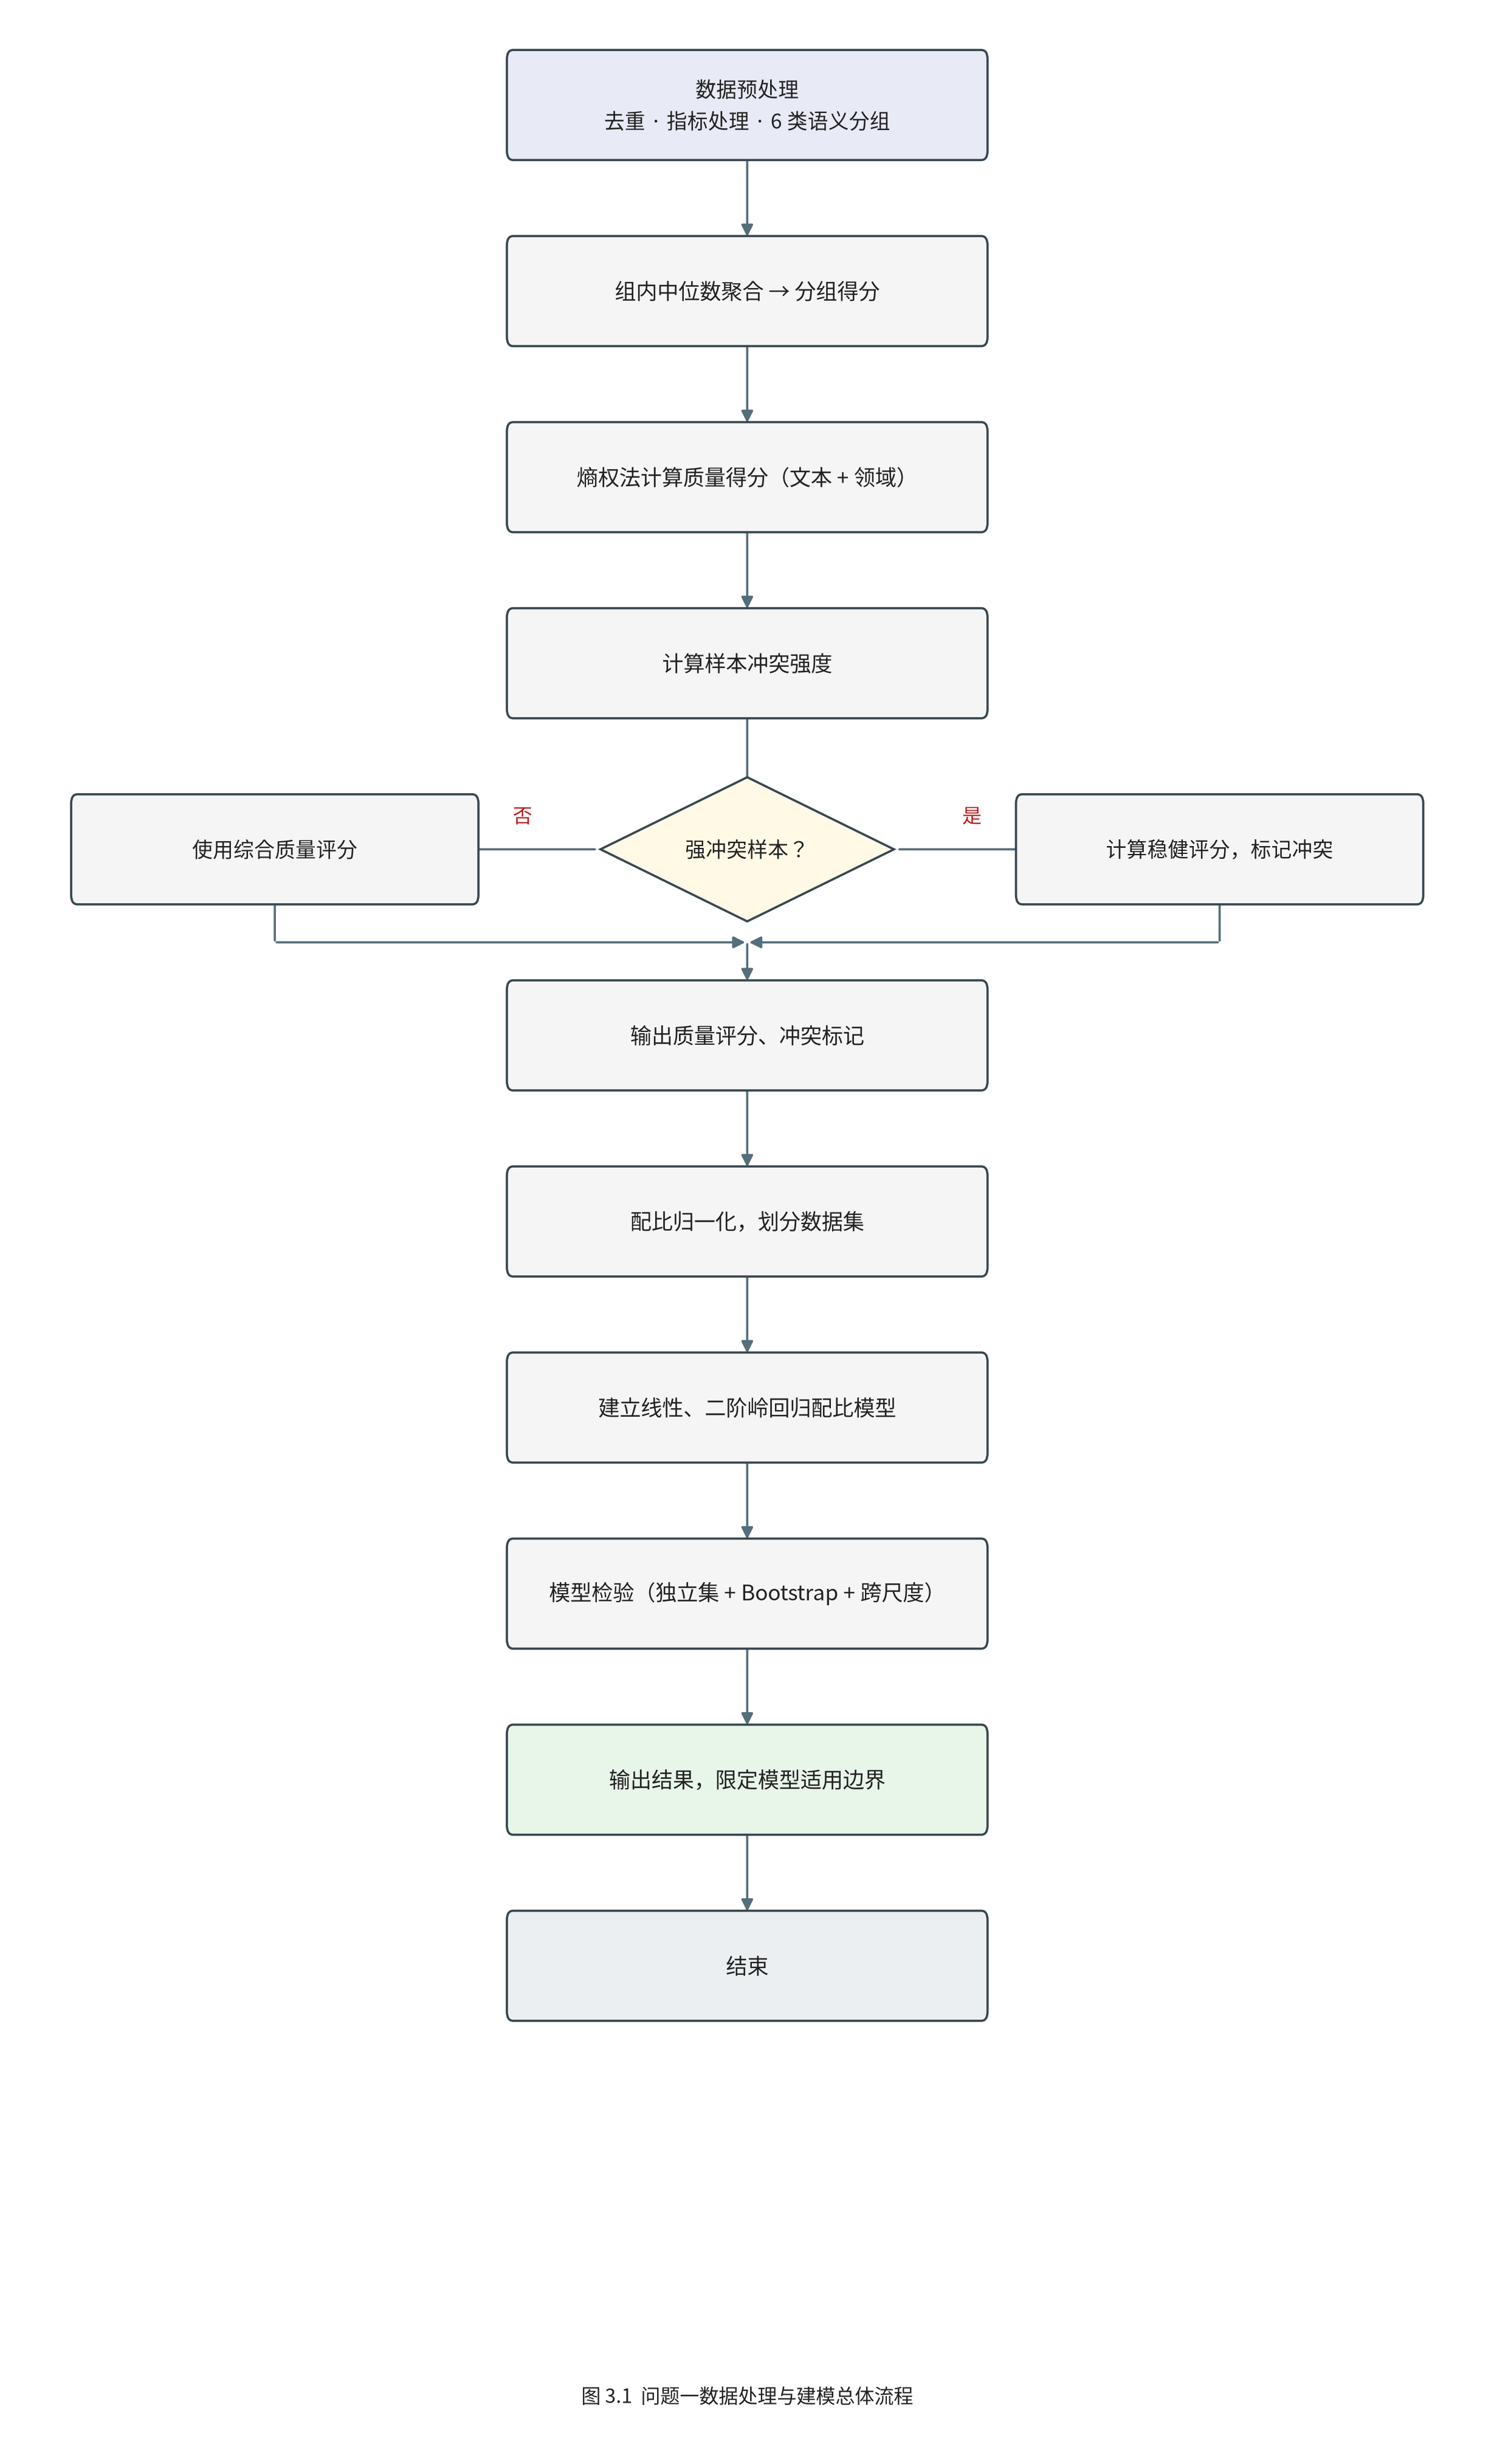 数据预处理
去重 · 指标处理 · 6 类语义分组
组内中位数聚合 → 分组得分
熵权法计算质量得分（文本 + 领域）
计算样本冲突强度
否
是
使用综合质量评分
强冲突样本？
计算稳健评分，标记冲突
输出质量评分、冲突标记
配比归一化，划分数据集
建立线性、二阶岭回归配比模型
模型检验（独立集 + Bootstrap + 跨尺度）
输出结果，限定模型适用边界
结束
图 3.1 问题一数据处理与建模总体流程